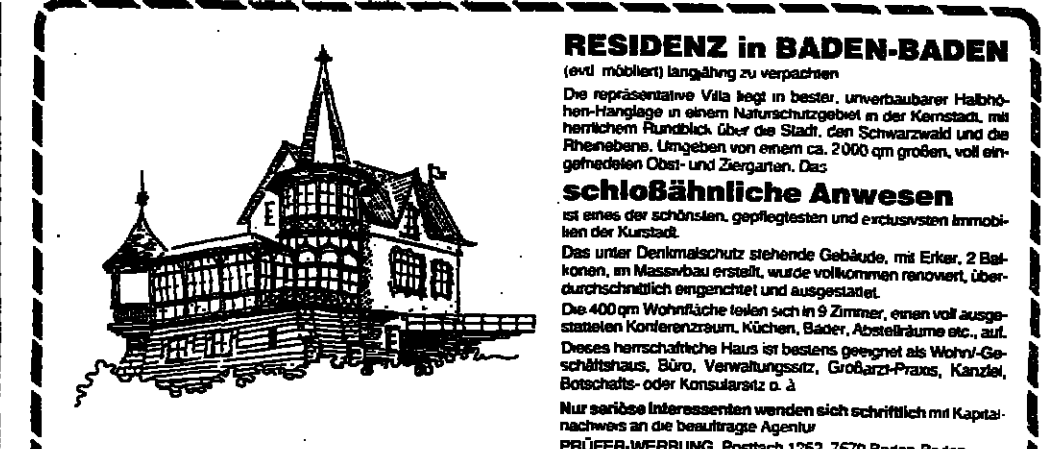 RESIDENZ in BADEN-BADEN
(evtl. möbliert) langjährig zu verpachten
Die repräsentative Villa liegt in bester, unverbaubarer Halbhö-
hen-Hanglage in einem Naturschutzgebiet in der Kernstadt, mit
herrlichem Rundblick über die Stadt, den Schwarzwald und die
Rheinebene. Umgeben von einem ca. 2000 qm großen, voll ein-
gefriedeten Obst- und Ziergarten. Das
schloßähnliche Anwesen
ist eines der schönsten, gepflegtesten und exclusivsten Immobi-
lien der Kurstadt.
Das unter Denkmalschutz stehende Gebäude, mit Erker, 2 Bal-
konen, im Massivbau erstellt, wurde vollkommen renoviert, über-
durchschnittlich eingerichtet und ausgestattet.
Die 400 qm Wohnfläche teilen sich in 9 Zimmer, einen voll ausge-
statteten Konferenzraum, Küchen, Bäder, Abstellräume etc., auf.
Dieses herrschaftliche Haus ist bestens geeignet als Wohn-/Ge-
schäftshaus, Büro, Verwaltungssitz, Großarzt-Praxis, Kanzlei,
Botschafts- oder Konsularsitz o. ä.
Nur seriöse Interessenten wenden sich schriftlich mit Kapital-
nachweis an die beauftragte Agentur
PRÜFER-WERBUNG, Postfach 1252, 7570 Baden-Baden